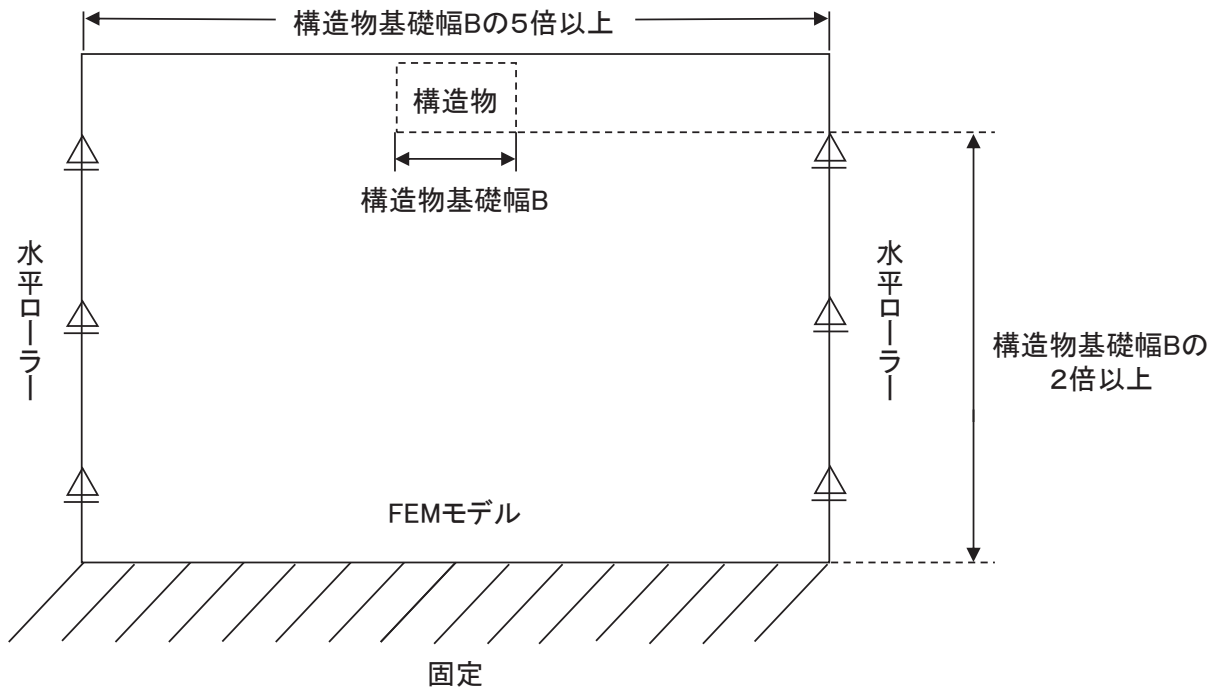 構造物基礎幅Bの5倍以上
構造物
構造物基礎幅B
水平ローラー
水平ローラー
構造物基礎幅Bの
2倍以上
FEMモデル
固定